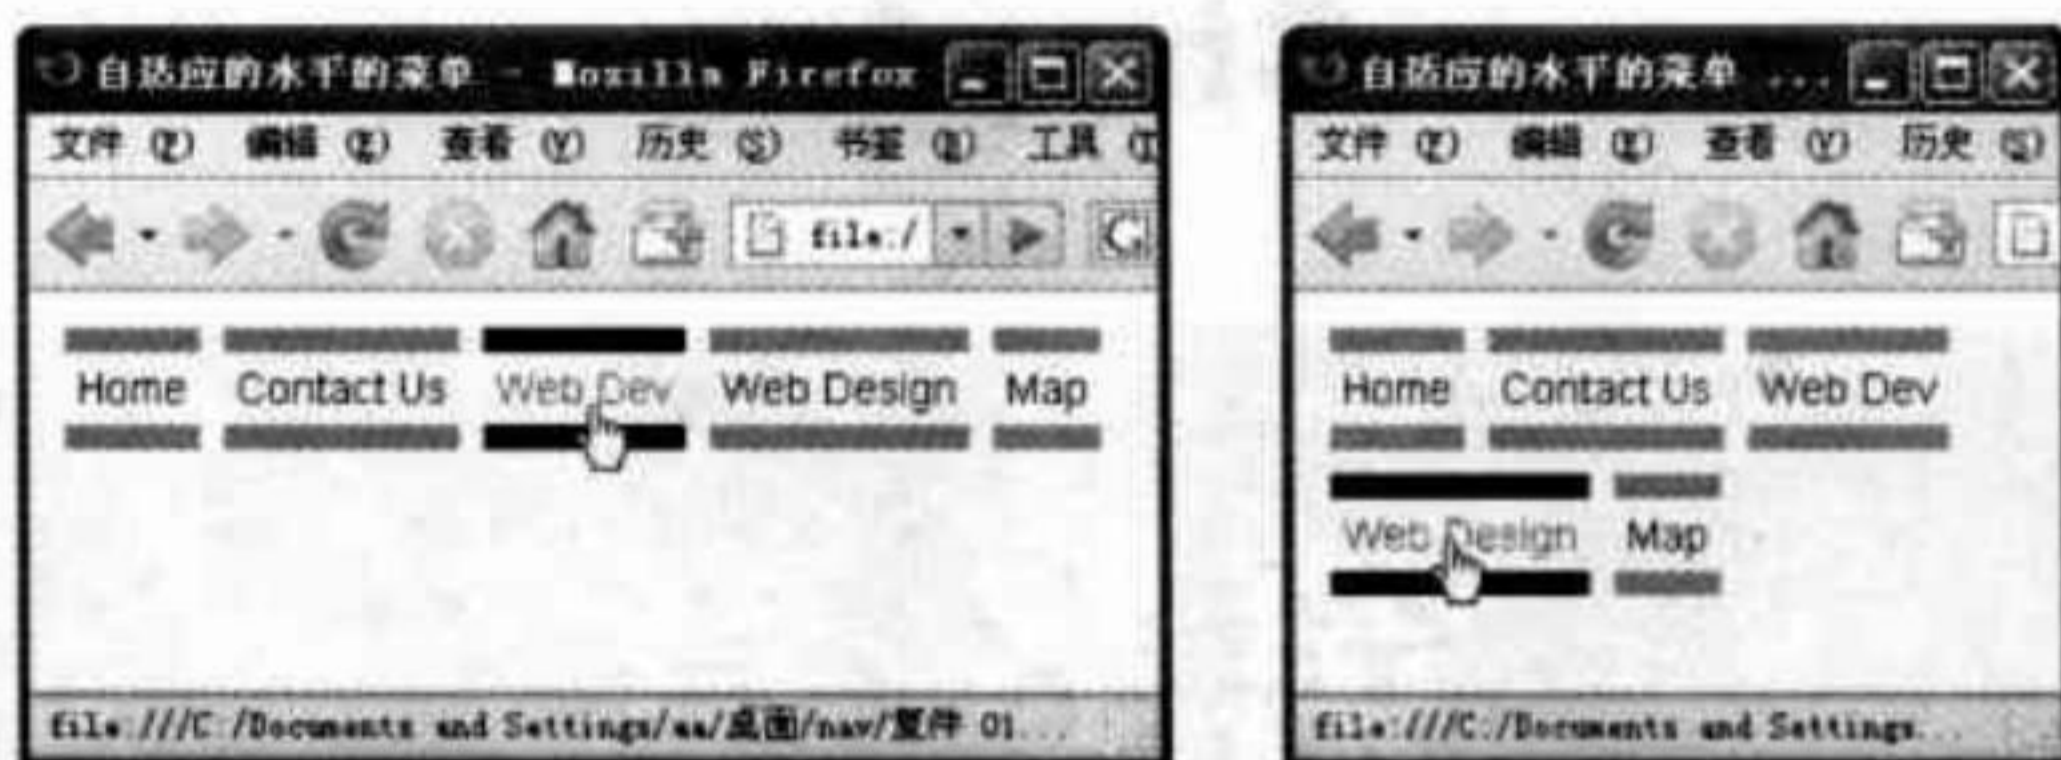 自适应的水平的菜单 - Mozilla Firefox
文件 (F) 编辑 (E) 查看 (V) 历史 (S) 书签 (B) 工具 (T
file:/
Home Contact Us Web Dev Web Design Map
file:///C:/Documents and Settings/aa/桌面/nav/复件 01...
自适应的水平的菜单 ...
文件 (F) 编辑 (E) 查看 (V) 历史 (S)
Home Contact Us Web Dev
Web Design Map
file:///C:/Documents and Settings...